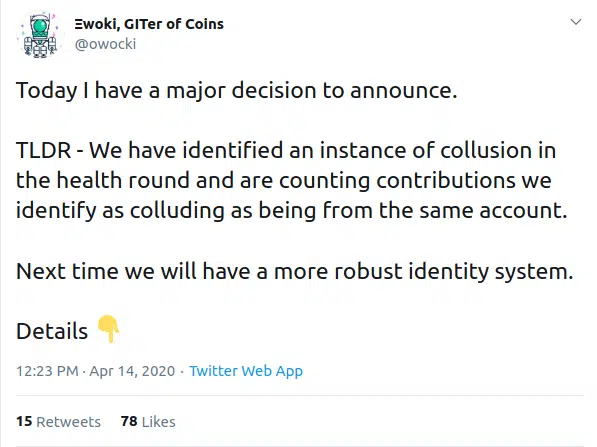 Ξwoki, GITer of Coins
@owocki
Today I have a major decision to announce.
TLDR - We have identified an instance of collusion in
the health round and are counting contributions we
identify as colluding as being from the same account.
Next time we will have a more robust identity system.
Details 👇
12:23 PM · Apr 14, 2020 · Twitter Web App
15 Retweets 78 Likes